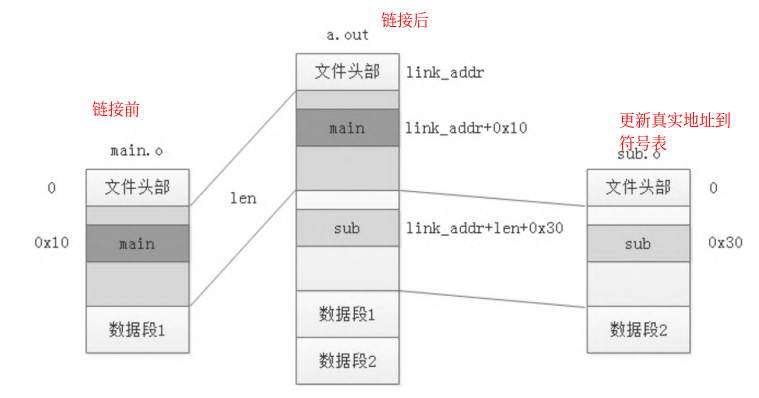 链接后
a.out
文件头部
link_addr
链接前
main
link_addr+0x10
更新真实地址到
符号表
main.o
sub.o
0
文件头部
len
文件头部
0
sub
link_addr+len+0x30
0x10
main
sub
0x30
数据段1
数据段1
数据段2
数据段2